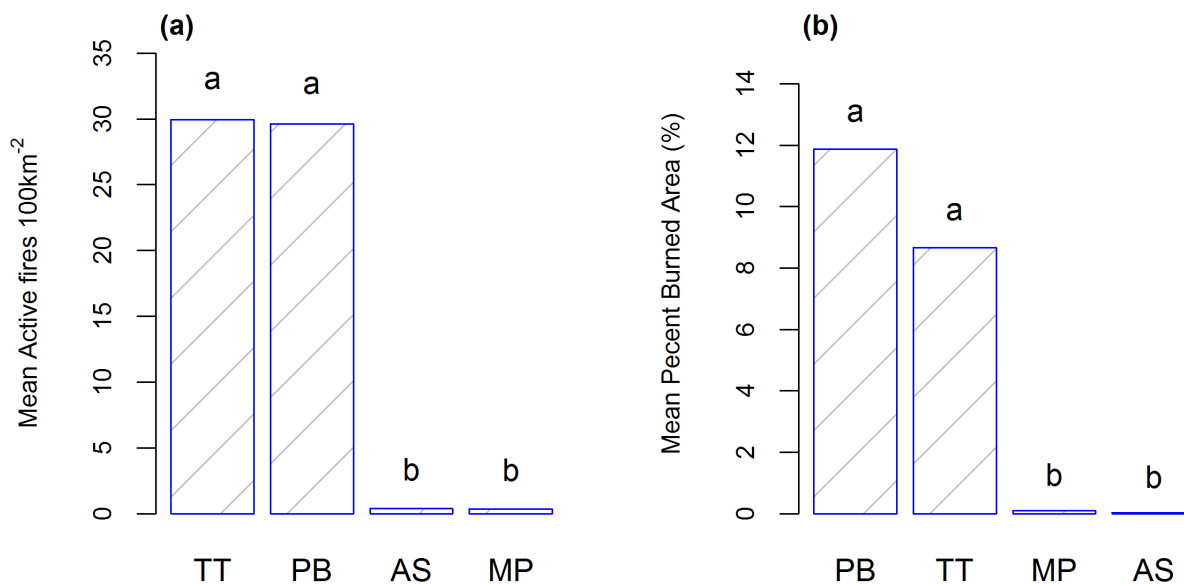 (a)
Mean Active fires 100km-2
35
30
25
20
15
10
5
0
a
a
b
b
TT PB AS MP
(b)
Mean Pecent Burned Area (%)
14
12
10
8
6
4
2
0
a
a
b
b
PB TT MP AS